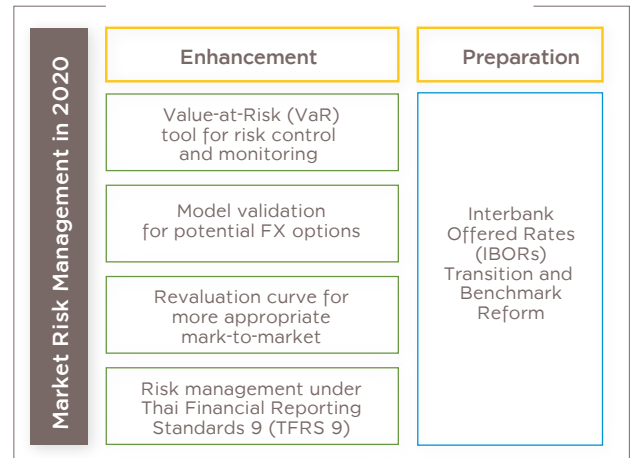 Market Risk Management in 2020
Enhancement
Preparation
Value-at-Risk (VaR)
tool for risk control
and monitoring
Model validation
for potential FX options
Revaluation curve for
more appropriate
mark-to-market
Risk management under
Thai Financial Reporting
Standards 9 (TFRS 9)
Interbank
Offered Rates
(IBORs)
Transition and
Benchmark
Reform